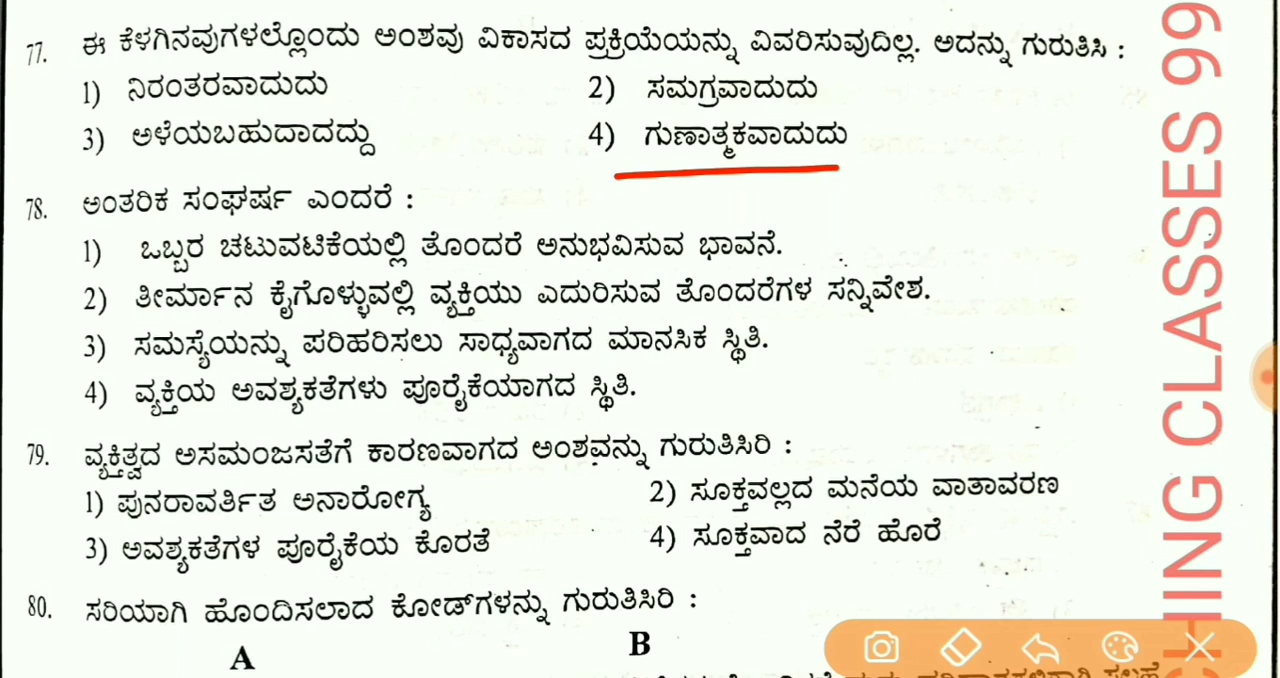 77. ಈ ಕೆಳಗಿನವುಗಳಲ್ಲೊಂದು ಅಂಶವು ವಿಕಾಸದ ಪ್ರಕ್ರಿಯೆಯನ್ನು ವಿವರಿಸುವುದಿಲ್ಲ. ಅದನ್ನು ಗುರುತಿಸಿ :
1) ನಿರಂತರವಾದುದು 2) ಸಮಗ್ರವಾದುದು
3) ಅಳೆಯಬಹುದಾದದ್ದು 4) ಗುಣಾತ್ಮಕವಾದುದು
78. ಅಂತರಿಕ ಸಂಘರ್ಷ ಎಂದರೆ :
1) ಒಬ್ಬರ ಚಟುವಟಿಕೆಯಲ್ಲಿ ತೊಂದರೆ ಅನುಭವಿಸುವ ಭಾವನೆ.
2) ತೀರ್ಮಾನ ಕೈಗೊಳ್ಳುವಲ್ಲಿ ವ್ಯಕ್ತಿಯು ಎದುರಿಸುವ ತೊಂದರೆಗಳ ಸನ್ನಿವೇಶ.
3) ಸಮಸ್ಯೆಯನ್ನು ಪರಿಹರಿಸಲು ಸಾಧ್ಯವಾಗದ ಮಾನಸಿಕ ಸ್ಥಿತಿ.
4) ವ್ಯಕ್ತಿಯ ಅವಶ್ಯಕತೆಗಳು ಪೂರೈಕೆಯಾಗದ ಸ್ಥಿತಿ.
79. ವ್ಯಕ್ತಿತ್ವದ ಅಸಮಂಜಸತೆಗೆ ಕಾರಣವಾಗದ ಅಂಶವನ್ನು ಗುರುತಿಸಿರಿ :
1) ಪುನರಾವರ್ತಿತ ಅನಾರೋಗ್ಯ 2) ಸೂಕ್ತವಲ್ಲದ ಮನೆಯ ವಾತಾವರಣ
3) ಅವಶ್ಯಕತೆಗಳ ಪೂರೈಕೆಯ ಕೊರತೆ 4) ಸೂಕ್ತವಾದ ನೆರೆ ಹೊರೆ
80. ಸರಿಯಾಗಿ ಹೊಂದಿಸಲಾದ ಕೋಡ್‌ಗಳನ್ನು ಗುರುತಿಸಿರಿ :
A B
HING CLASSES 99